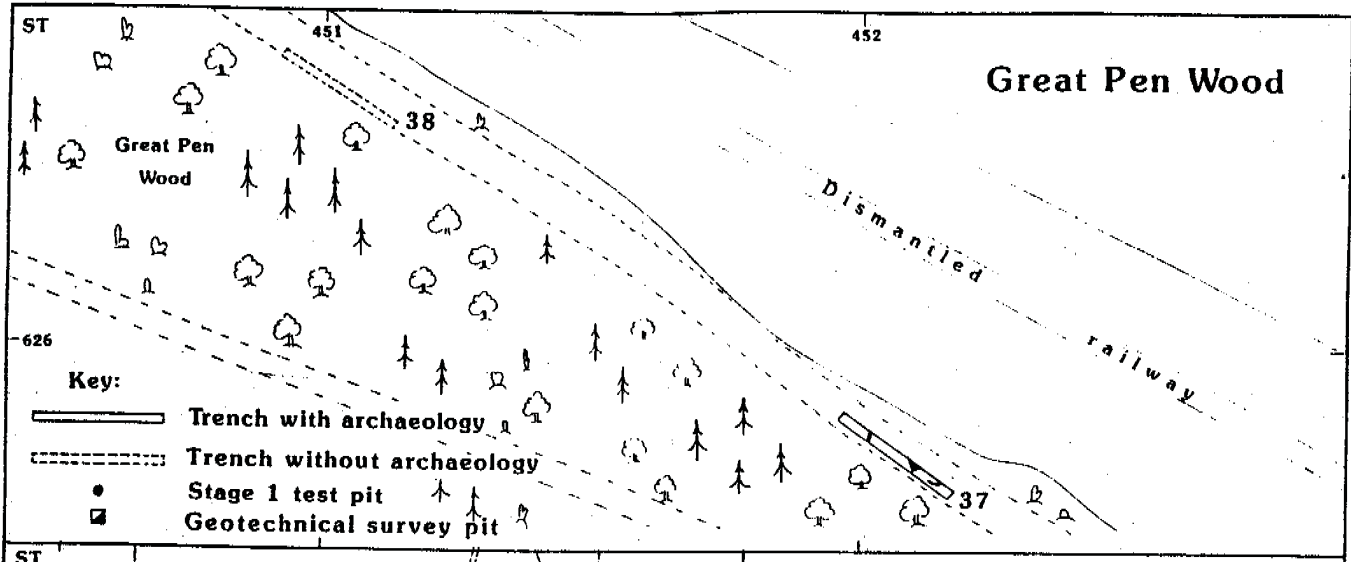 ST
451
452
Great Pen Wood
38
Great Pen
Wood
Dismantled
railway
626
Key:
Trench with archaeology
Trench without archaeology
Stage 1 test pit
Geotechnical survey pit
37
ST